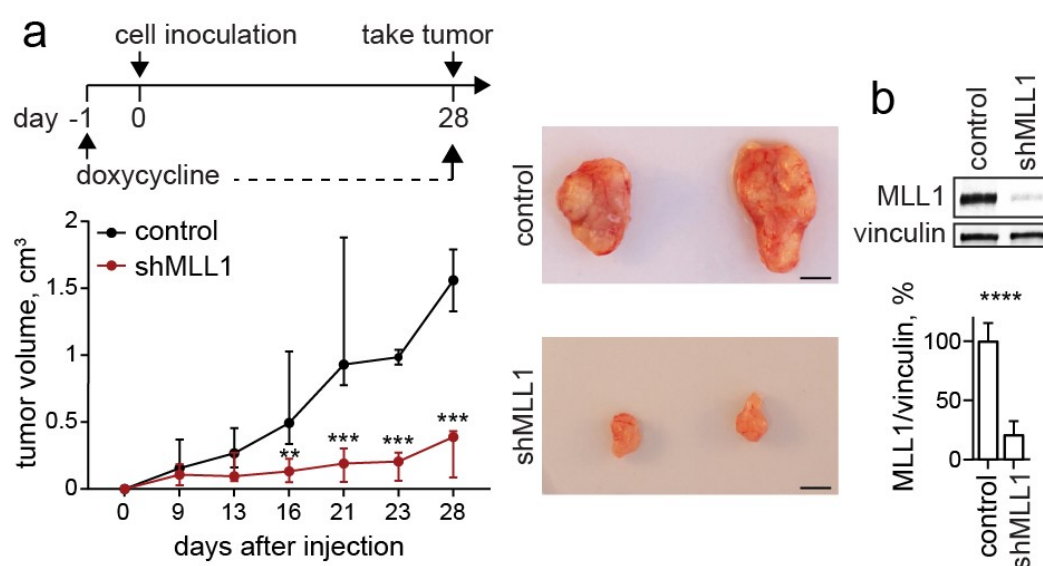 a
cell inoculation take tumor
day -1 0 28
doxycycline
tumor volume, cm³
2
1.5
1
0.5
0
control
shMLL1
** *** *** ***
0 9 13 16 21 23 28
days after injection
control
shMLL1
b
control shMLL1
MLL1
vinculin
MLL1/vinculin, %
****
100
50
0
control
shMLL1